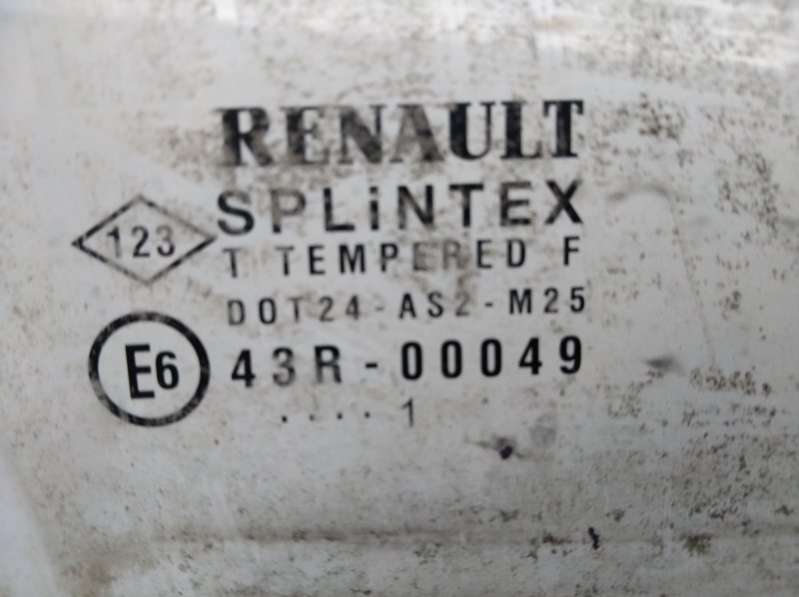 RENAULT
SPLiNTEX
123
T TEMPERED F
DOT24-AS2-M25
E6 43R-00049
....1